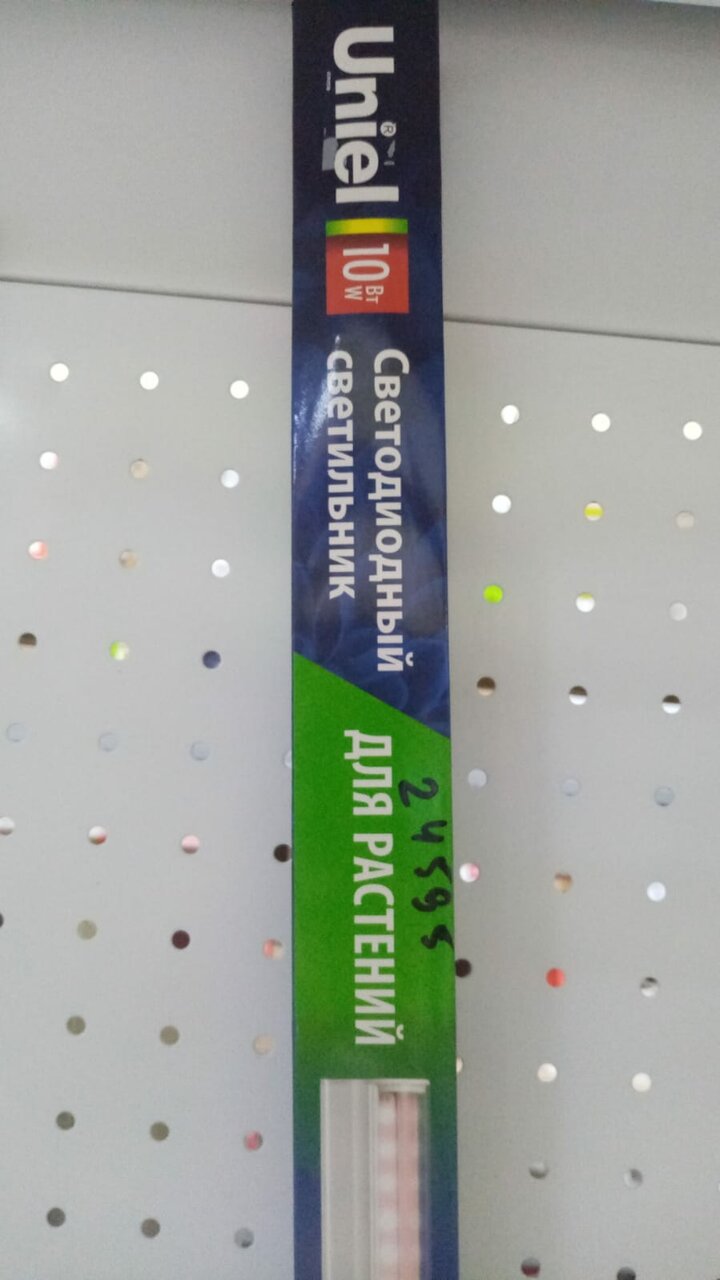 Uniel®
10 Вт
W
Светодиодный
светильник
ДЛЯ РАСТЕНИЙ
24595